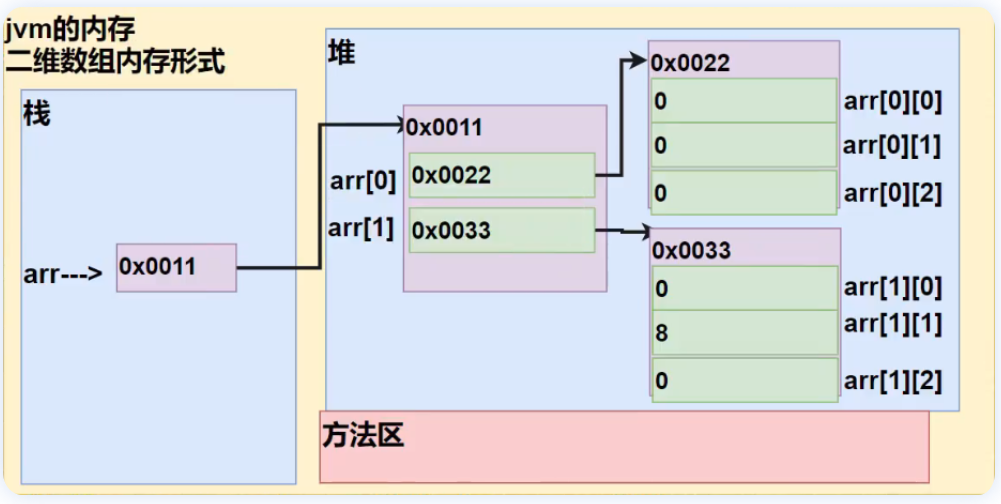 jvm的内存
二维数组内存形式
栈
arr--->
0x0011
堆
0x0011
arr[0]
0x0022
arr[1]
0x0033
0x0022
0
arr[0][0]
0
arr[0][1]
0
arr[0][2]
0x0033
0
arr[1][0]
8
arr[1][1]
0
arr[1][2]
方法区